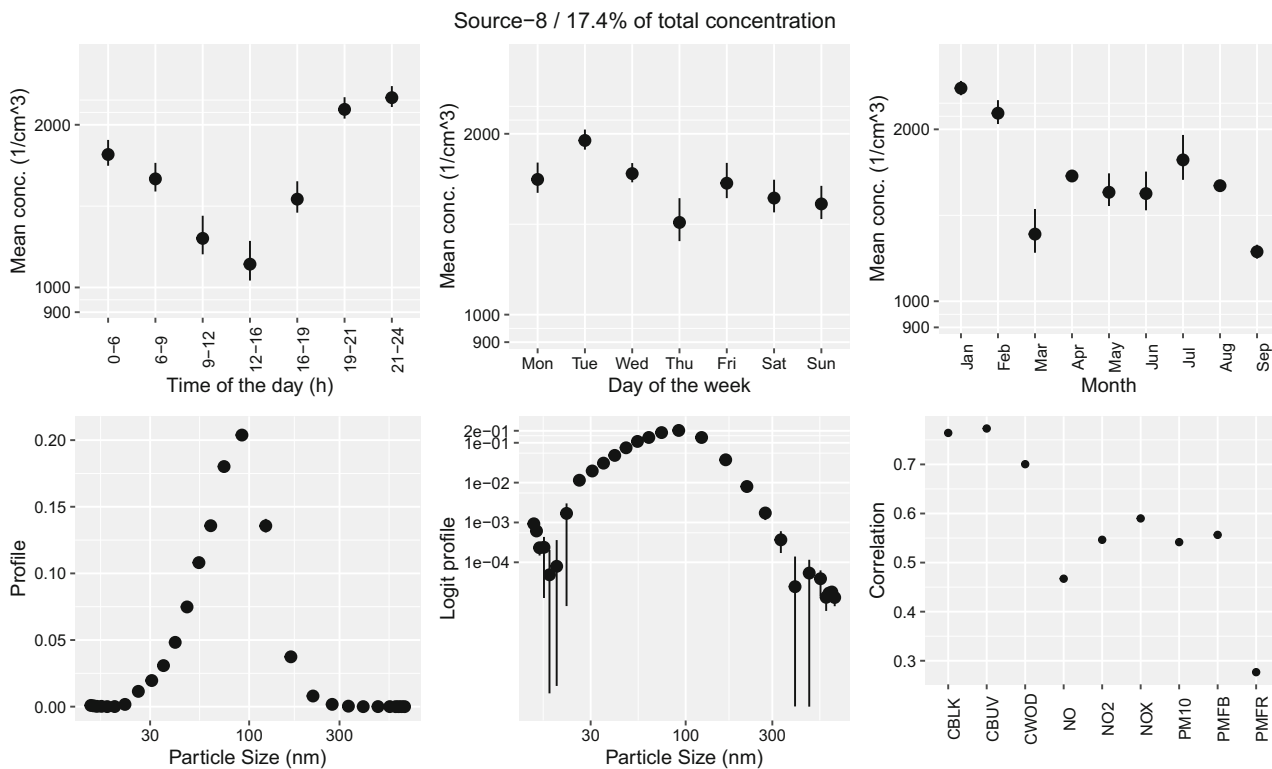 Source−8 / 17.4% of total concentration
Mean conc. (1/cm^3)
2000
1000
900
0−6
6−9
9−12
12−16
16−19
19−21
21−24
Time of the day (h)
Mean conc. (1/cm^3)
2000
1000
900
Mon Tue Wed Thu Fri Sat Sun
Day of the week
Mean conc. (1/cm^3)
2000
1000
900
Jan
Feb
Mar
Apr
May
Jun
Jul
Aug
Sep
Month
Profile
0.20
0.15
0.10
0.05
0.00
30 100 300
Particle Size (nm)
Logit profile
2e−01
1e−01
1e−02
1e−03
1e−04
30 100 300
Particle Size (nm)
Correlation
0.7
0.6
0.5
0.4
0.3
CBLK
CBUV
CWOD
NO
NO2
NOX
PM10
PMFB
PMFR